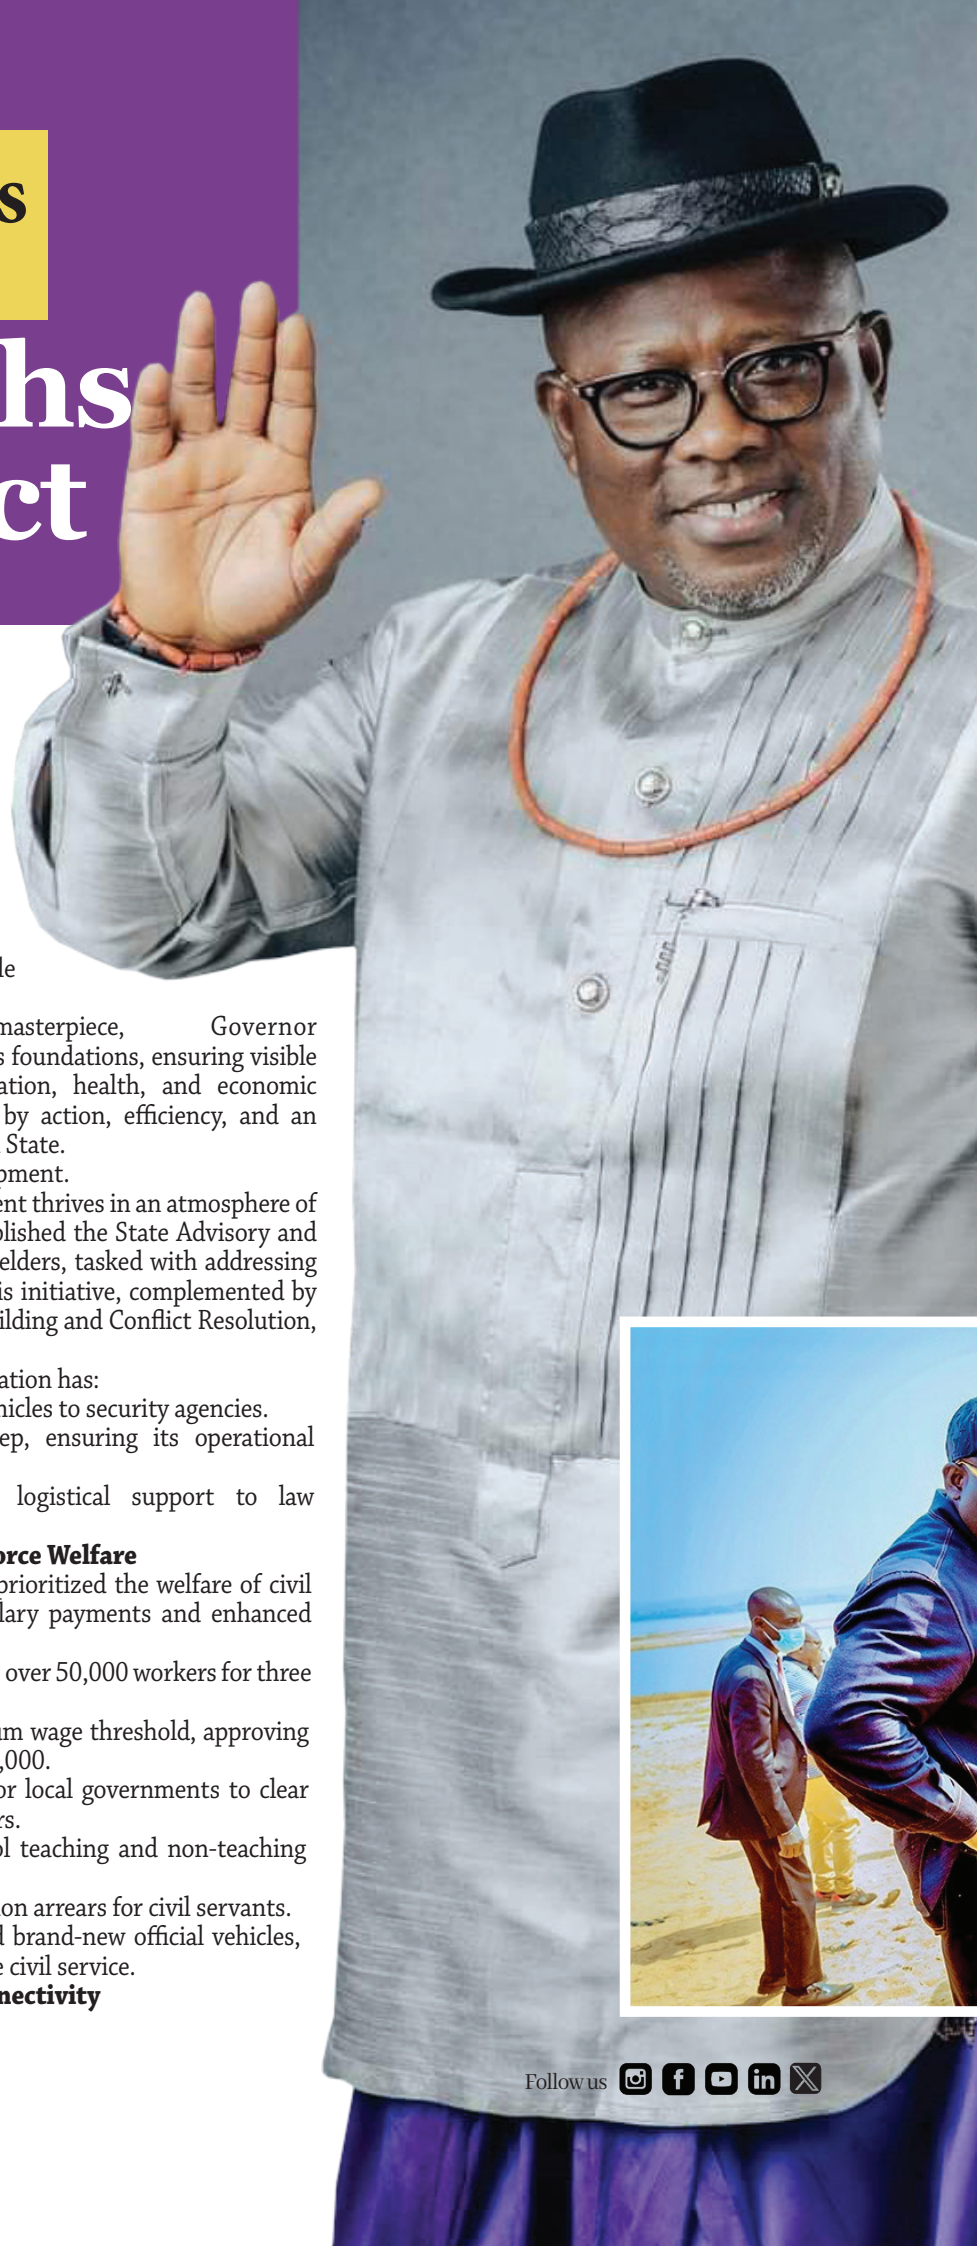 s
hs
ct
le
masterpiece, Governor
s foundations, ensuring visible
ation, health, and economic
by action, efficiency, and an
State.
pment.
ent thrives in an atmosphere of
blished the State Advisory and
elders, tasked with addressing
is initiative, complemented by
ilding and Conflict Resolution,
ation has:
hicles to security agencies.
ep, ensuring its operational
logistical support to law
orce Welfare
prioritized the welfare of civil
lary payments and enhanced
over 50,000 workers for three
um wage threshold, approving
,000.
or local governments to clear
rs.
ol teaching and non-teaching
ion arrears for civil servants.
d brand-new official vehicles,
e civil service.
nectivity
Follow us